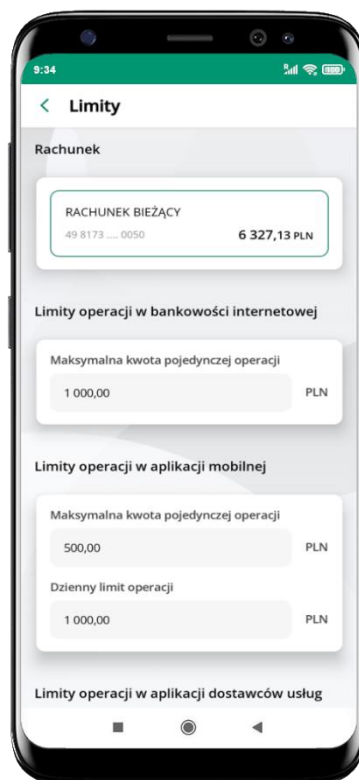 9:34
Limity
Rachunek
RACHUNEK BIEŻĄCY
49 8173 .... 0050
6 327,13 PLN
Limity operacji w bankowości internetowej
Maksymalna kwota pojedynczej operacji
1 000,00
PLN
Limity operacji w aplikacji mobilnej
Maksymalna kwota pojedynczej operacji
500,00
PLN
Dzienny limit operacji
1 000,00
PLN
Limity operacji w aplikacji dostawców usług